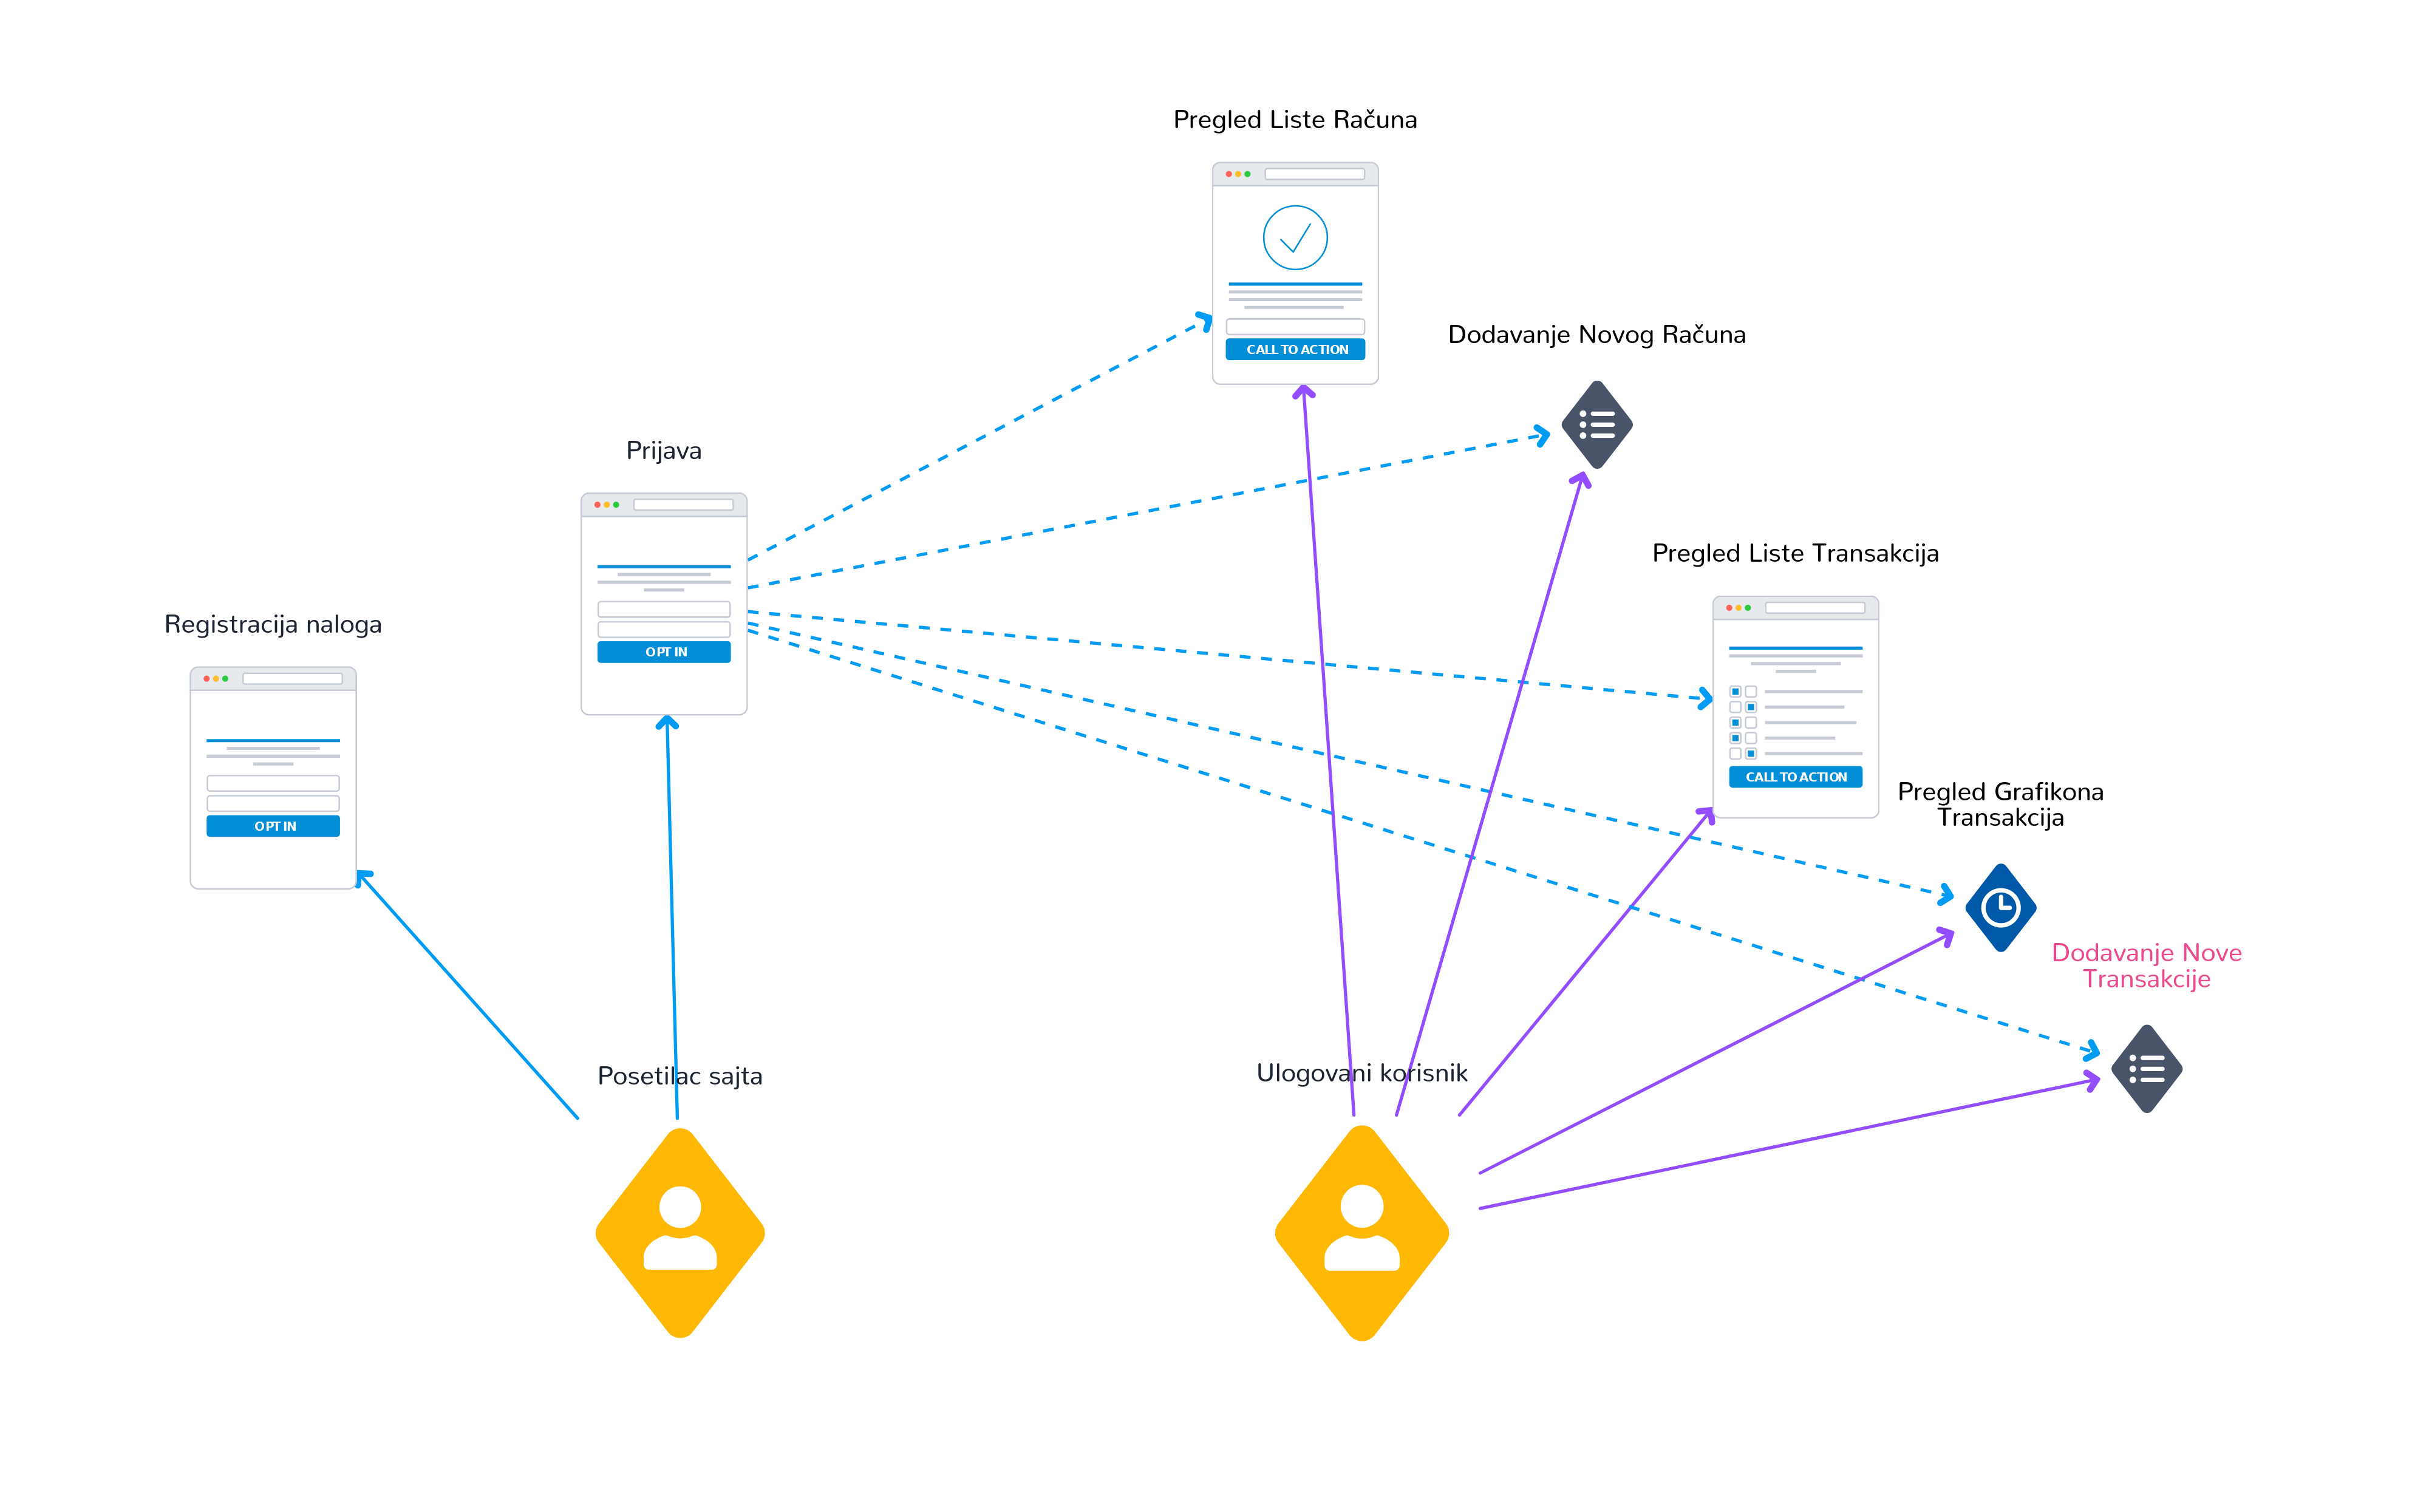 Pregled Liste Računa
CALL TO ACTION
Dodavanje Novog Računa
Prijava
OPT IN
Pregled Liste Transakcija
CALL TO ACTION
Registracija naloga
OPT IN
Pregled Grafikona
Transakcija
Dodavanje Nove
Transakcije
Posetilac sajta
Ulogovani korisnik